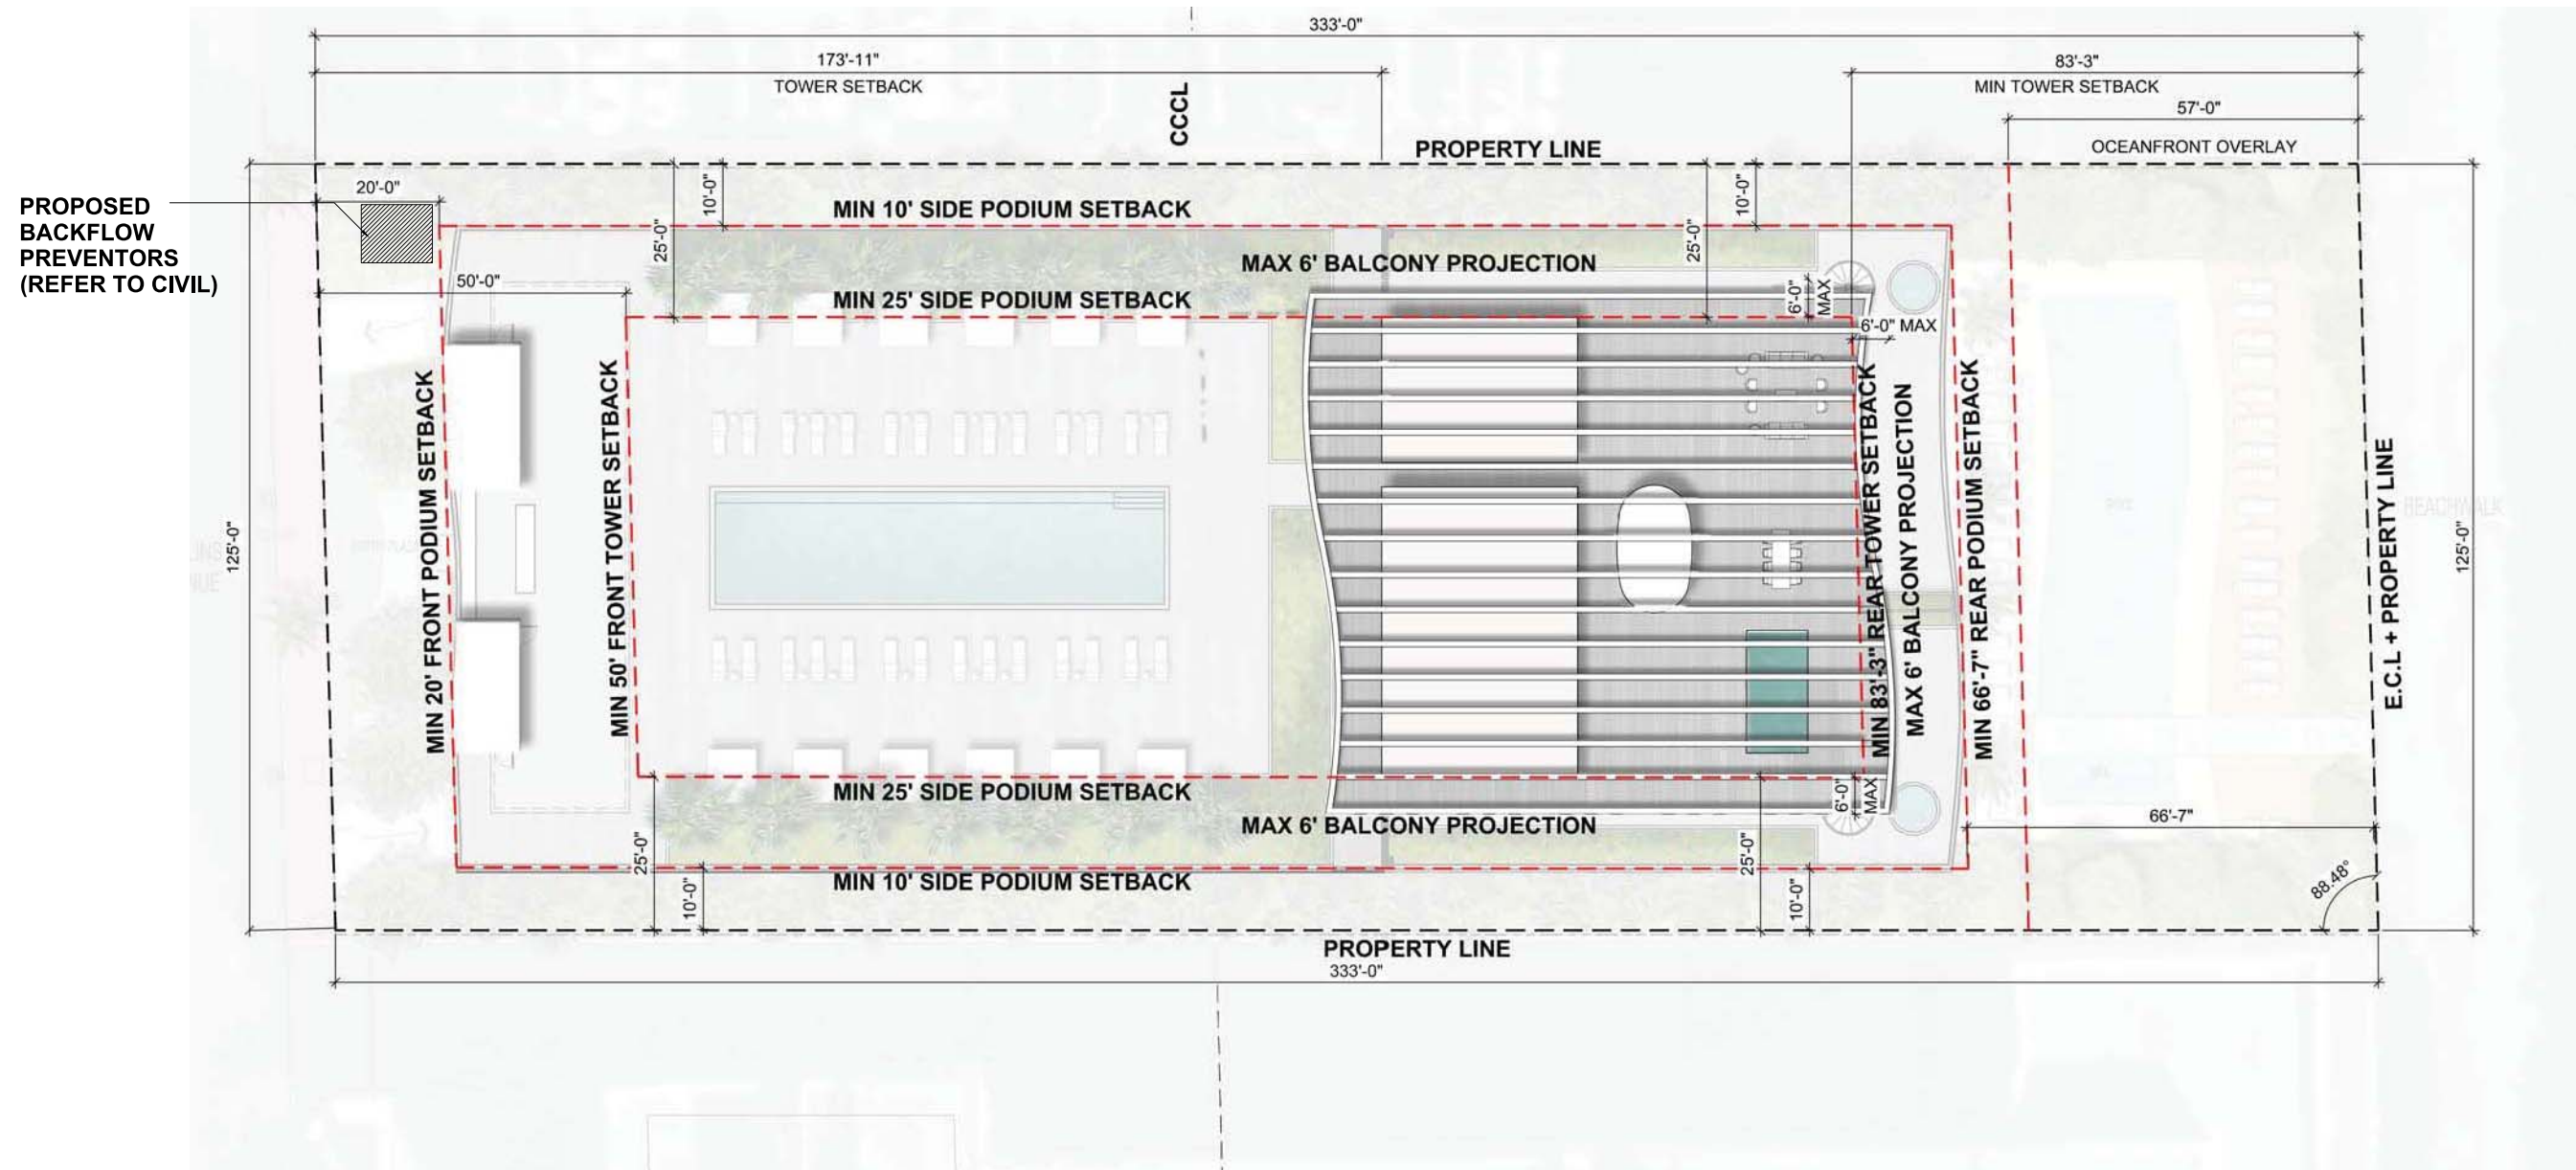 333'-0"
173'-11"
TOWER SETBACK
83'-3"
MIN TOWER SETBACK
57'-0"
OCEANFRONT OVERLAY
CCCL
PROPERTY LINE
20'-0"
PROPOSED
BACKFLOW
PREVENTORS
(REFER TO CIVIL)
10'-0"
10'-0"
MIN 10' SIDE PODIUM SETBACK
25'-0"
25'-0"
MAX 6' BALCONY PROJECTION
50'-0"
MIN 25' SIDE PODIUM SETBACK
6'-0"
MAX
6'-0" MAX
MIN 20' FRONT PODIUM SETBACK
MIN 50' FRONT TOWER SETBACK
MIN 83'-3" REAR TOWER SETBACK
MAX 6' BALCONY PROJECTION
MIN 66'-7" REAR PODIUM SETBACK
E.C.L + PROPERTY LINE
BEACHWALK
125'-0"
125'-0"
MIN 25' SIDE PODIUM SETBACK
6'-0"
MAX
MAX 6' BALCONY PROJECTION
66'-7"
25'-0"
25'-0"
MIN 10' SIDE PODIUM SETBACK
10'-0"
10'-0"
88.48°
PROPERTY LINE
333'-0"